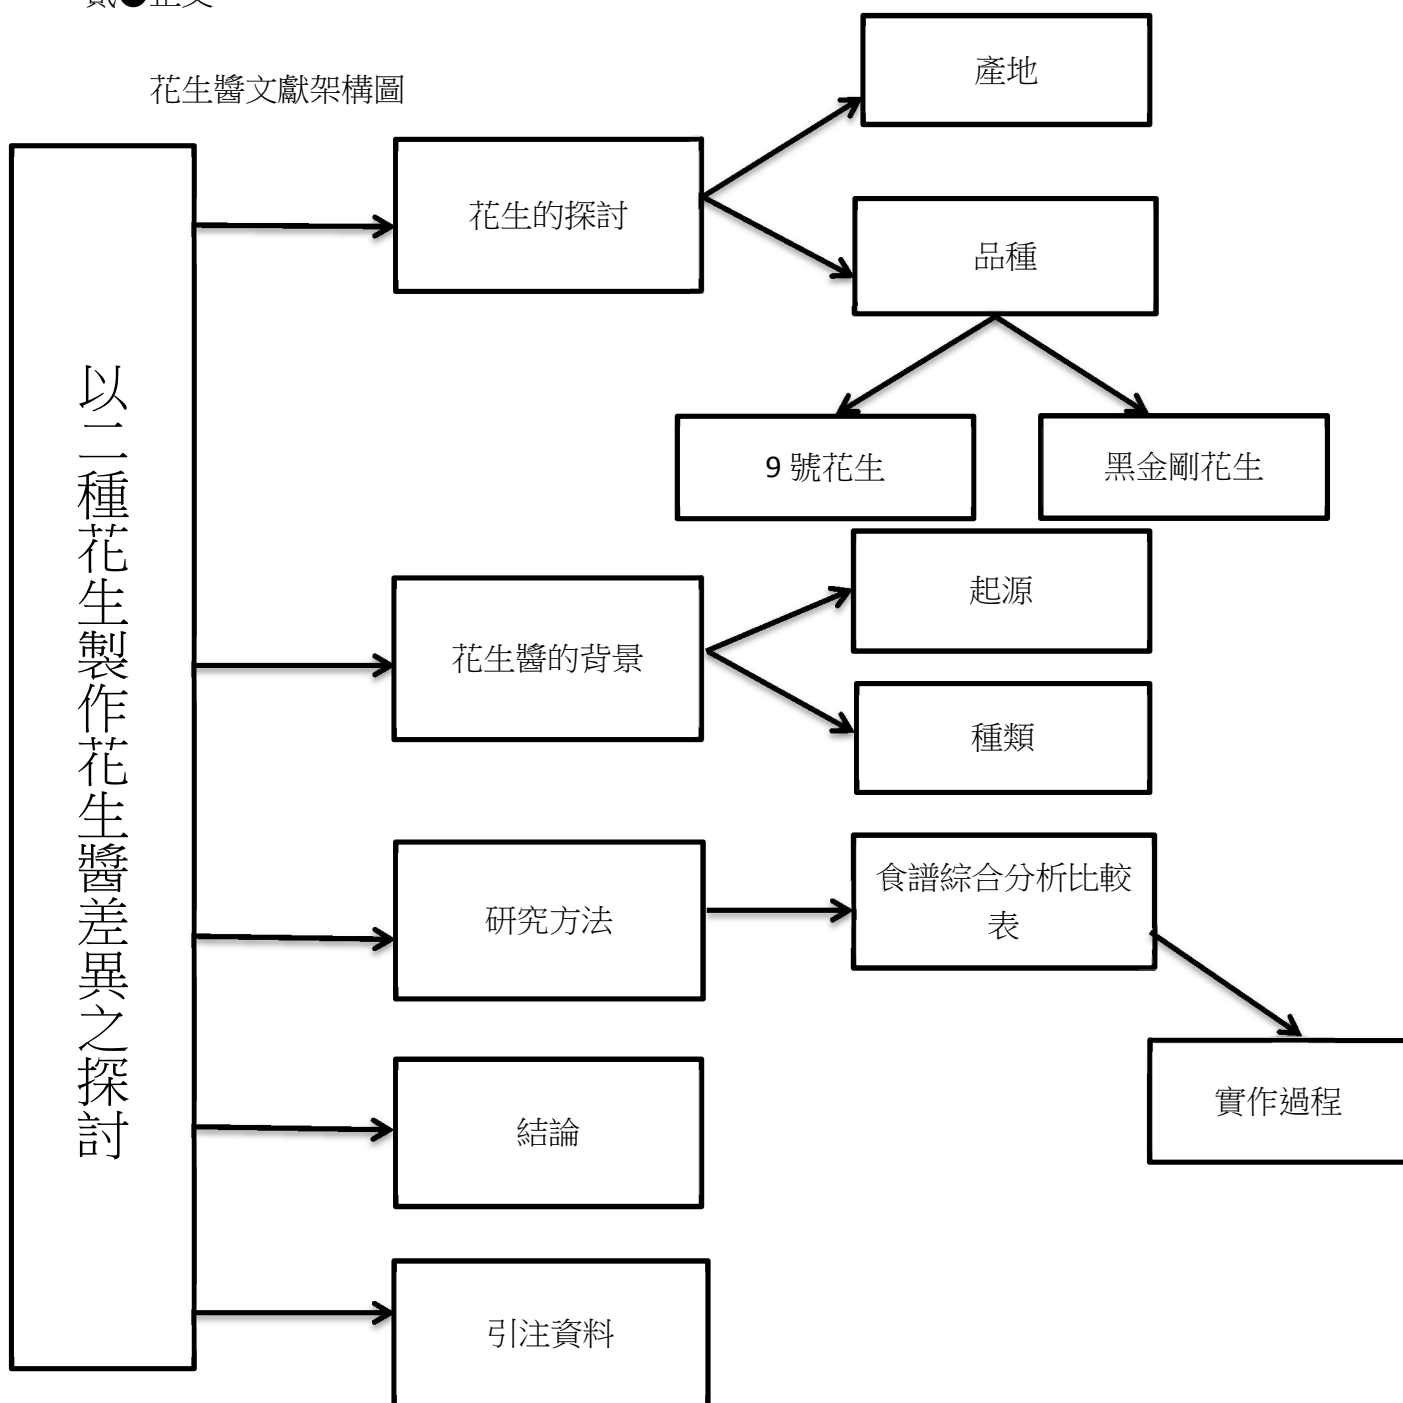 貳●正文
花生醬文獻架構圖
以二種花生製作花生醬差異之探討
花生的探討
產地
品種
9 號花生
黑金剛花生
花生醬的背景
起源
種類
研究方法
食譜綜合分析比較
表
實作過程
結論
引注資料